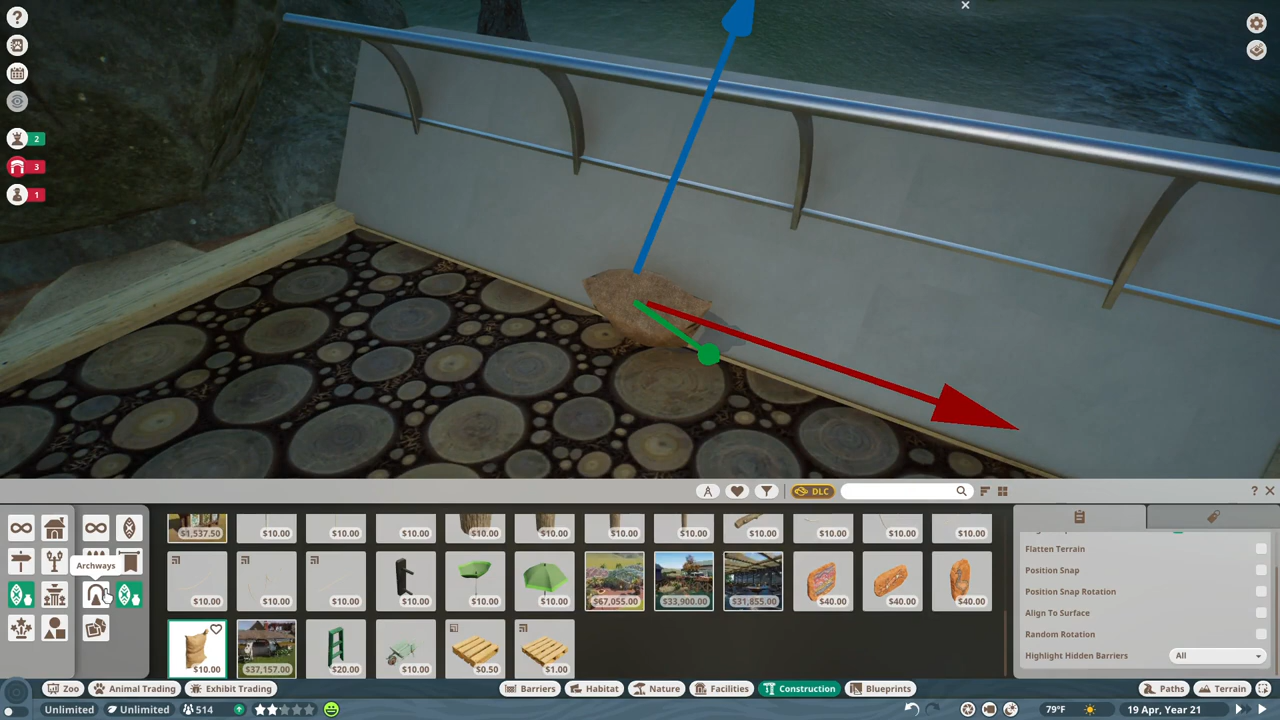 ?
2
3
1
DLC
? ×
$1,537.50 $10.00 $10.00 $10.00 $10.00 $10.00 $10.00 $10.00 $10.00 $10.00 $10.00 $10.00
Flatten Terrain
Archways
Position Snap
$10.00 $10.00 $10.00 $10.00 $10.00 $10.00 $67,055.00 $33,900.00 $31,855.00 $40.00 $40.00 $40.00
Position Snap Rotation
Align To Surface
Random Rotation
Highlight Hidden Barriers All
$10.00 $37,157.00 $20.00 $10.00 $0.50 $1.00
Zoo Animal Trading Exhibit Trading Barriers Habitat Nature Facilities Construction Blueprints Paths Terrain
Unlimited Unlimited 514 79°F 19 Apr, Year 21